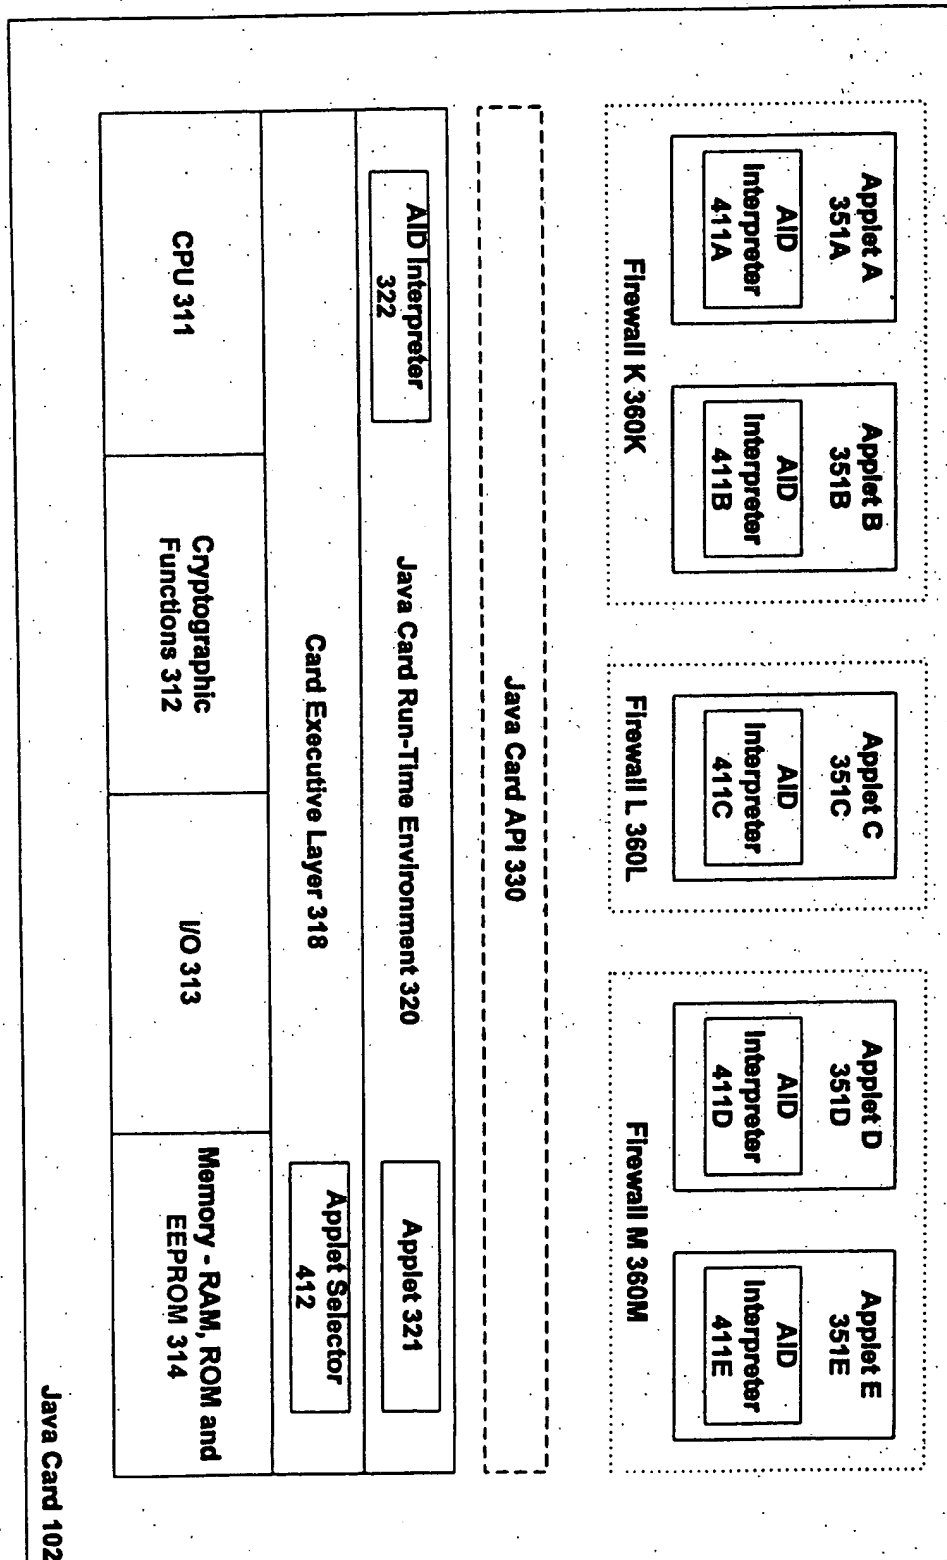 Applet A
351A
AID
Interpreter
411A
Applet B
351B
AID
Interpreter
411B
Firewall K 360K
Applet C
351C
AID
Interpreter
411C
Firewall L 360L
Applet D
351D
AID
Interpreter
411D
Applet E
351E
AID
Interpreter
411E
Firewall M 360M
Java Card API 330
AID Interpreter
322
Java Card Run-Time Environment 320
Applet 321
Card Executive Layer 318
Applet Selector
412
CPU 311
Cryptographic
Functions 312
I/O 313
Memory - RAM, ROM and
EEPROM 314
Java Card 102